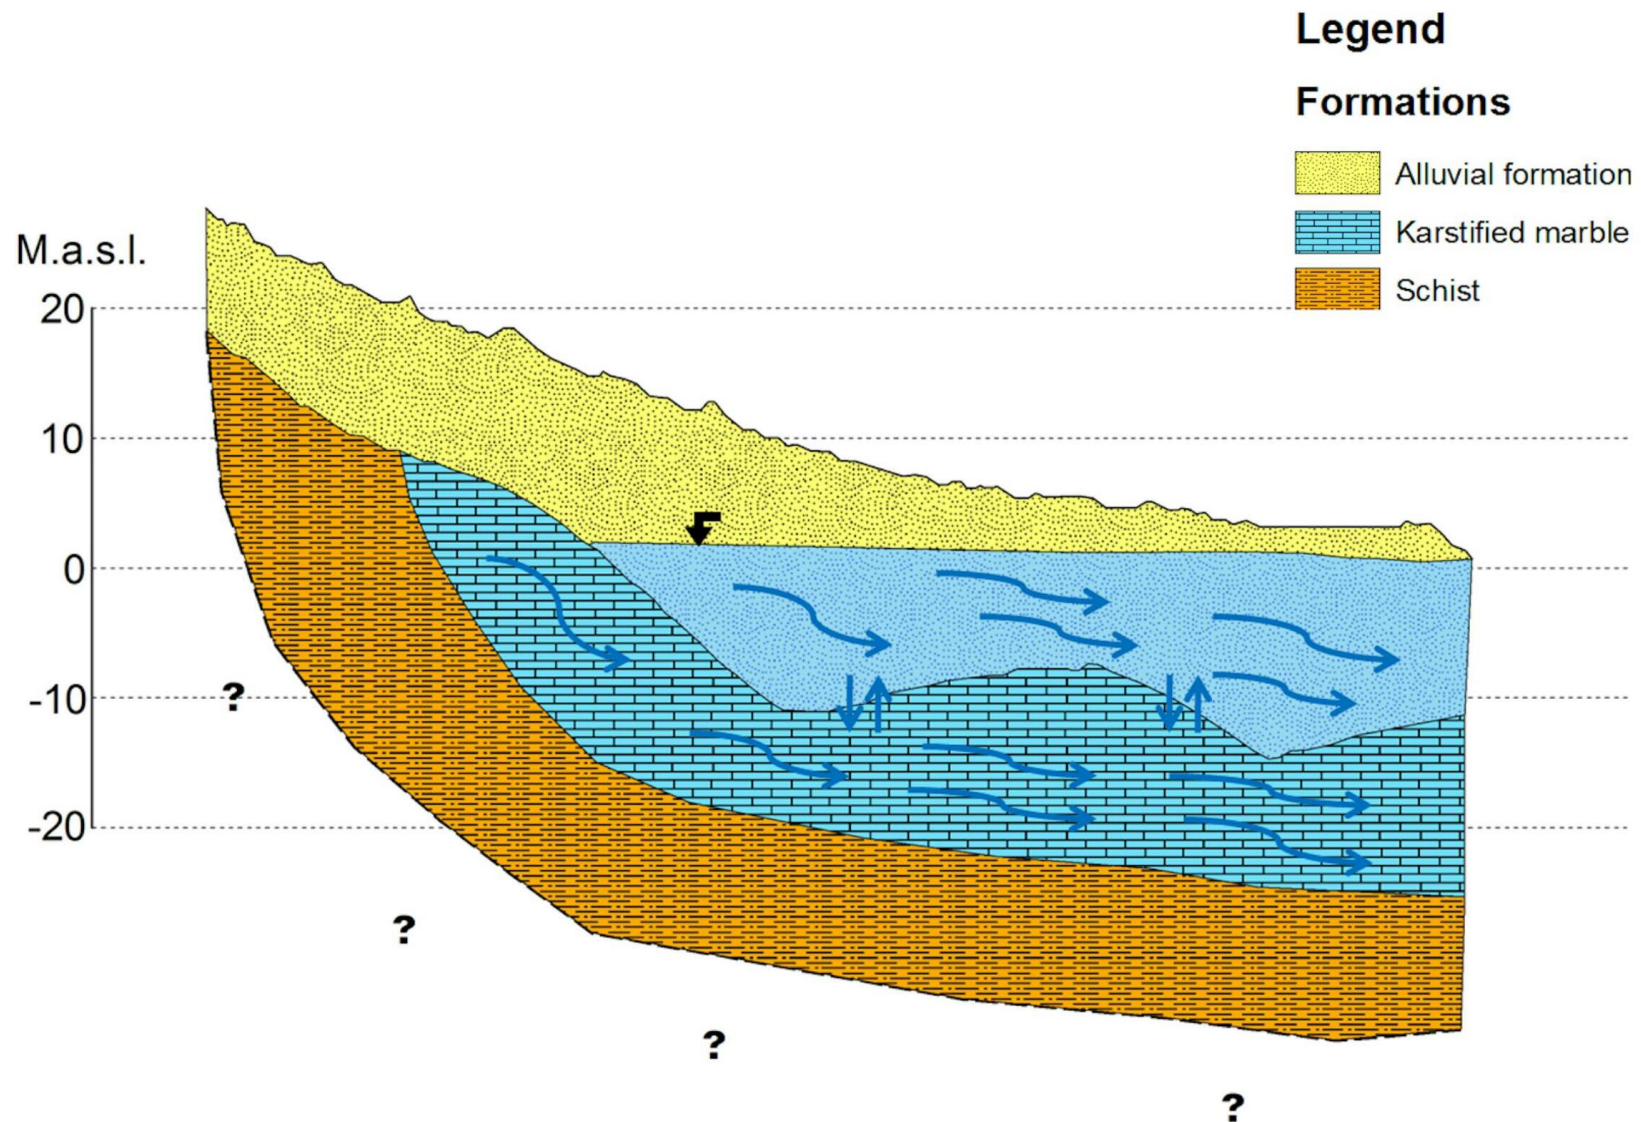 Legend
Formations
Alluvial formation
Karstified marble
Schist
M.a.s.l.
20
10
0
-10
-20
?
?
?
?